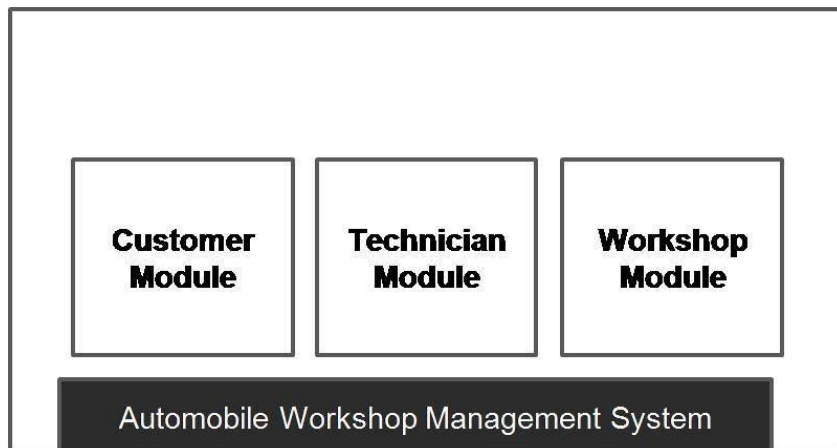 Customer
Module
Technician
Module
Workshop
Module
Automobile Workshop Management System